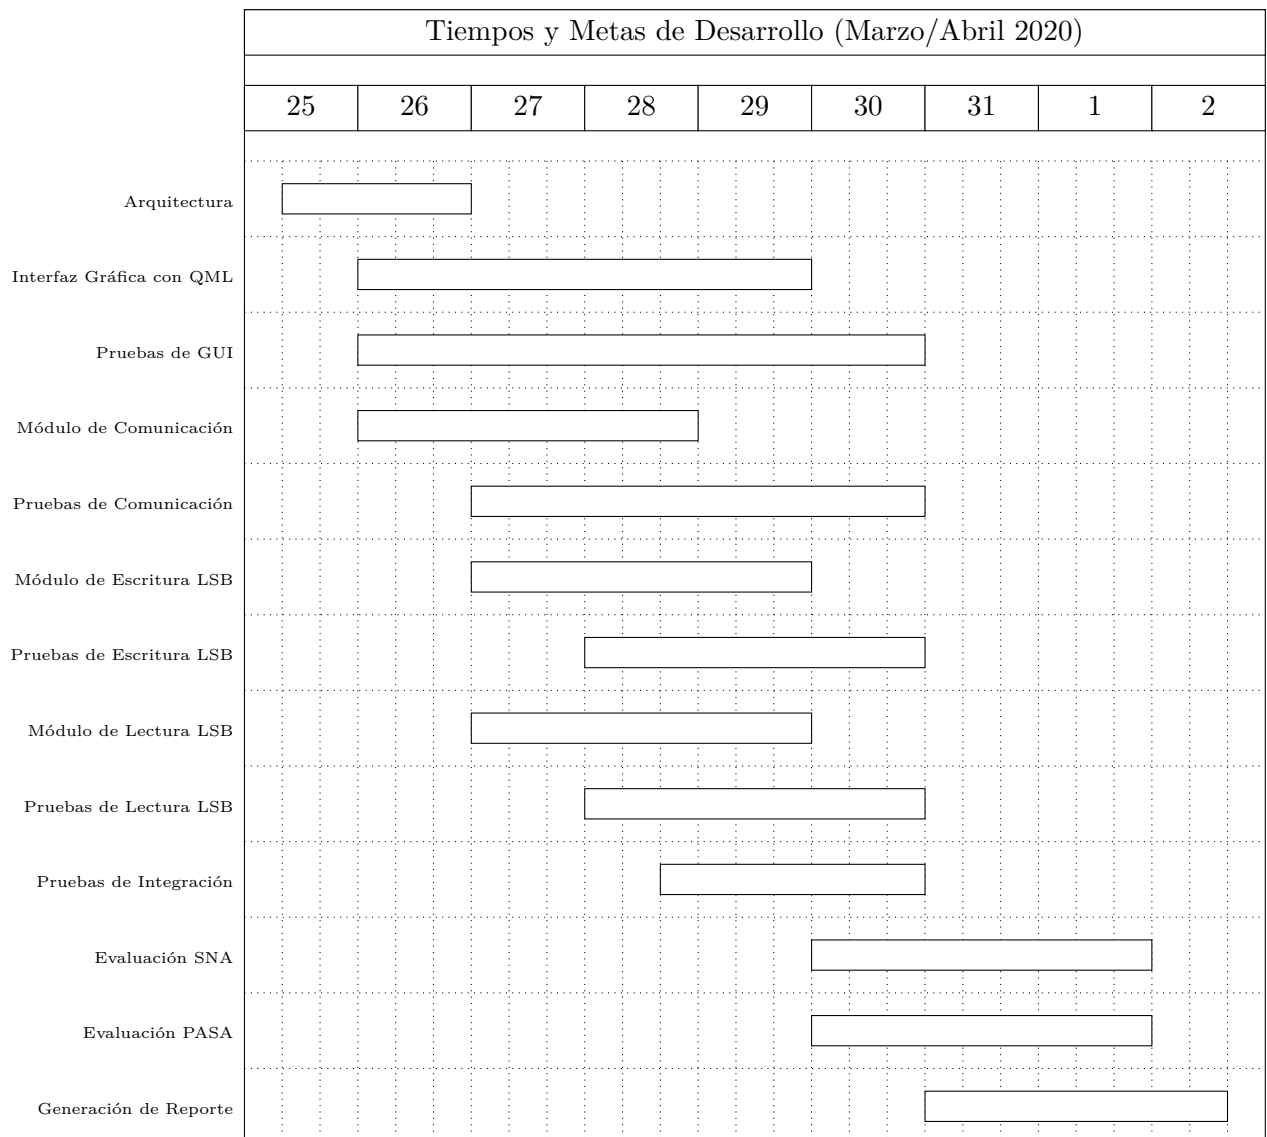 Tiempos y Metas de Desarrollo (Marzo/Abril 2020)
25 26 27 28 29 30 31 1 2
Arquitectura
Interfaz Gráfica con QML
Pruebas de GUI
Módulo de Comunicación
Pruebas de Comunicación
Módulo de Escritura LSB
Pruebas de Escritura LSB
Módulo de Lectura LSB
Pruebas de Lectura LSB
Pruebas de Integración
Evaluación SNA
Evaluación PASA
Generación de Reporte